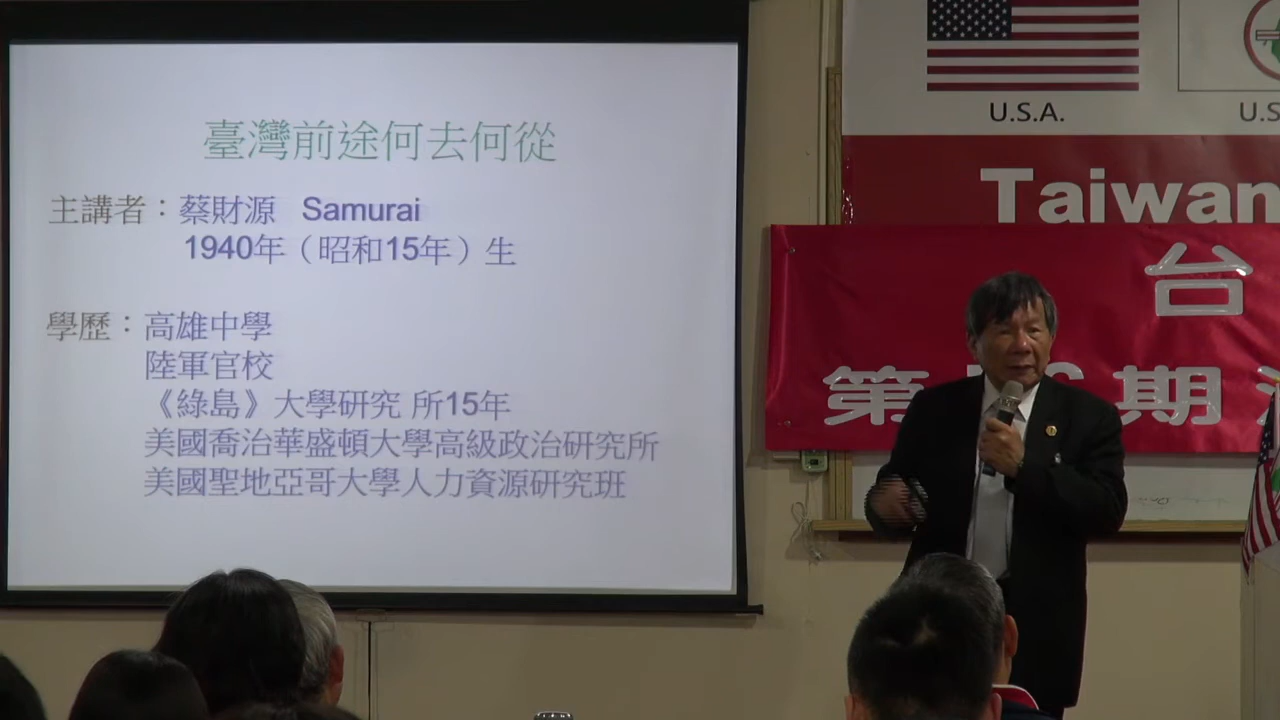 臺灣前途何去何從
主講者：蔡財源 Samurai
1940年（昭和15年）生
學歷：高雄中學
陸軍官校
《綠島》大學研究 所15年
美國喬治華盛頓大學高級政治研究所
美國聖地亞哥大學人力資源研究班
U.S.A.
U.S
Taiwan
台
第 期